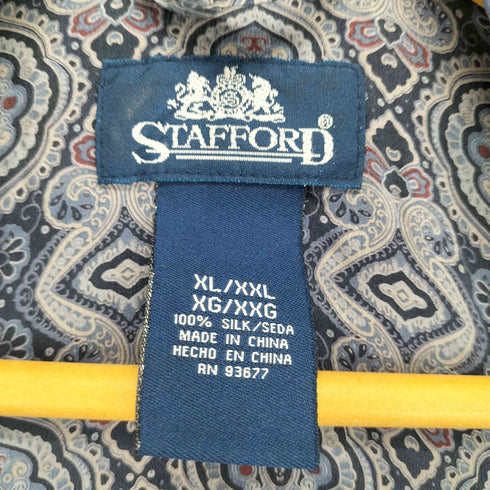 STAFFORD®
XL/XXL
XG/XXG
100% SILK/SEDA
MADE IN CHINA
HECHO EN CHINA
RN 93677